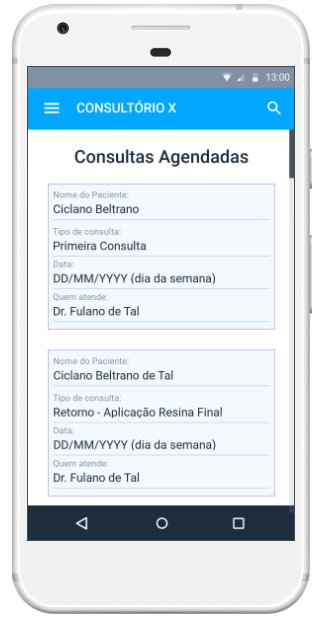 13:00
CONSULTÓRIO X
Consultas Agendadas
Nome do Paciente:
Ciclano Beltrano
Tipo de consulta:
Primeira Consulta
Data:
DD/MM/YYYY (dia da semana)
Quem atende:
Dr. Fulano de Tal
Nome do Paciente:
Ciclano Beltrano de Tal
Tipo de consulta:
Retorno - Aplicação Resina Final
Data:
DD/MM/YYYY (dia da semana)
Quem atende:
Dr. Fulano de Tal